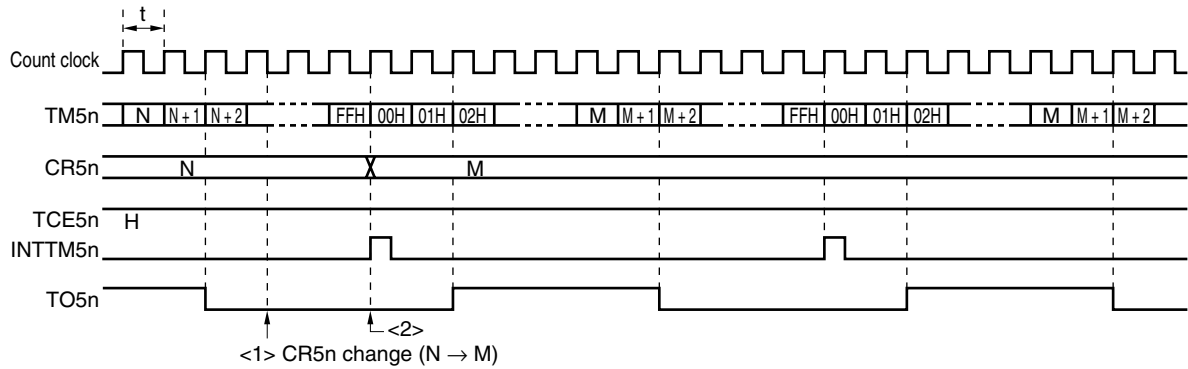 t
Count clock
TM5n N N + 1 N + 2 FFH 00H 01H 02H M M + 1 M + 2 FFH 00H 01H 02H M M + 1 M + 2
CR5n N M
TCE5n H
INTTM5n
TO5n
<2>
<1> CR5n change (N → M)